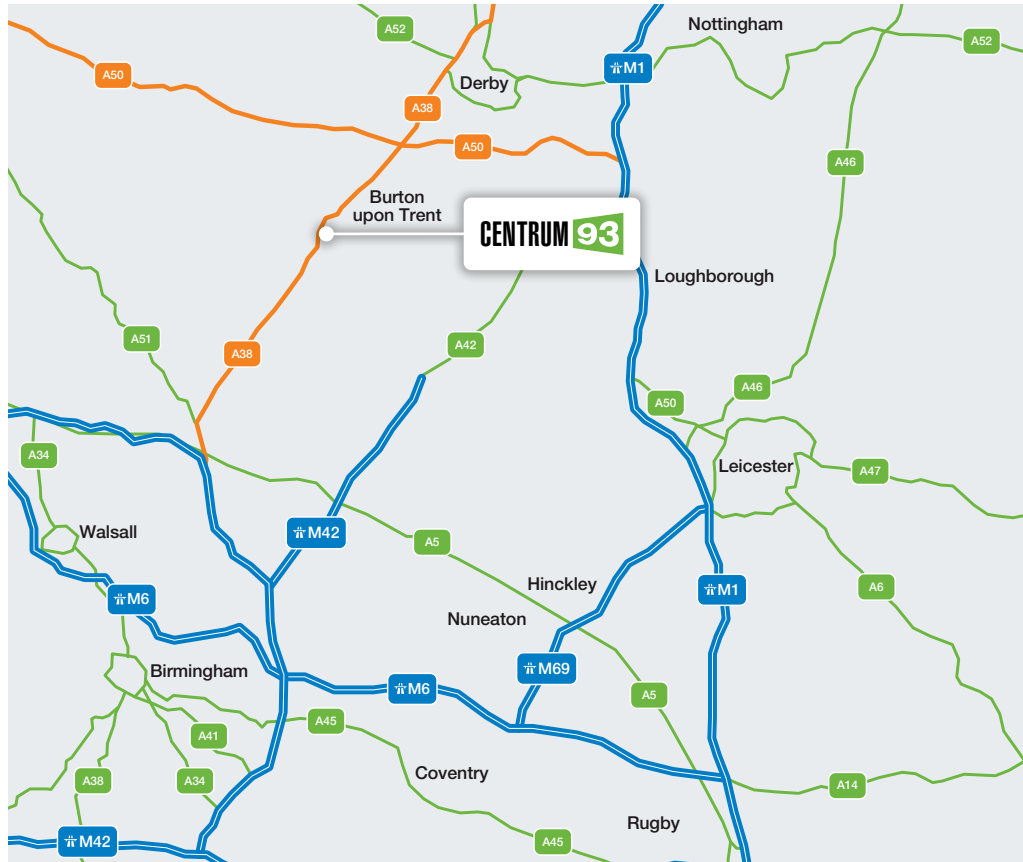 Nottingham
A52
A52
M1
A50
Derby
A38
A50
A46
Burton
upon Trent
CENTRUM 93
Loughborough
A51
A42
A38
A46
A50
A34
Leicester
A47
Walsall
M42
A5
Hinckley
M1
A6
M6
Nuneaton
Birmingham
M69
M6
A5
A45
A41
Coventry
A38
A34
A14
Rugby
M42
A45